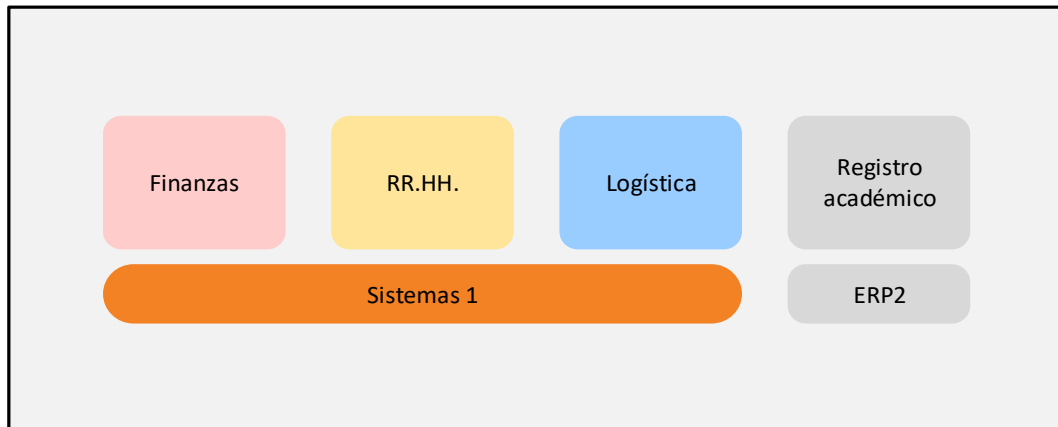 Finanzas
RR.HH.
Logística
Registro
académico
Sistemas 1
ERP2